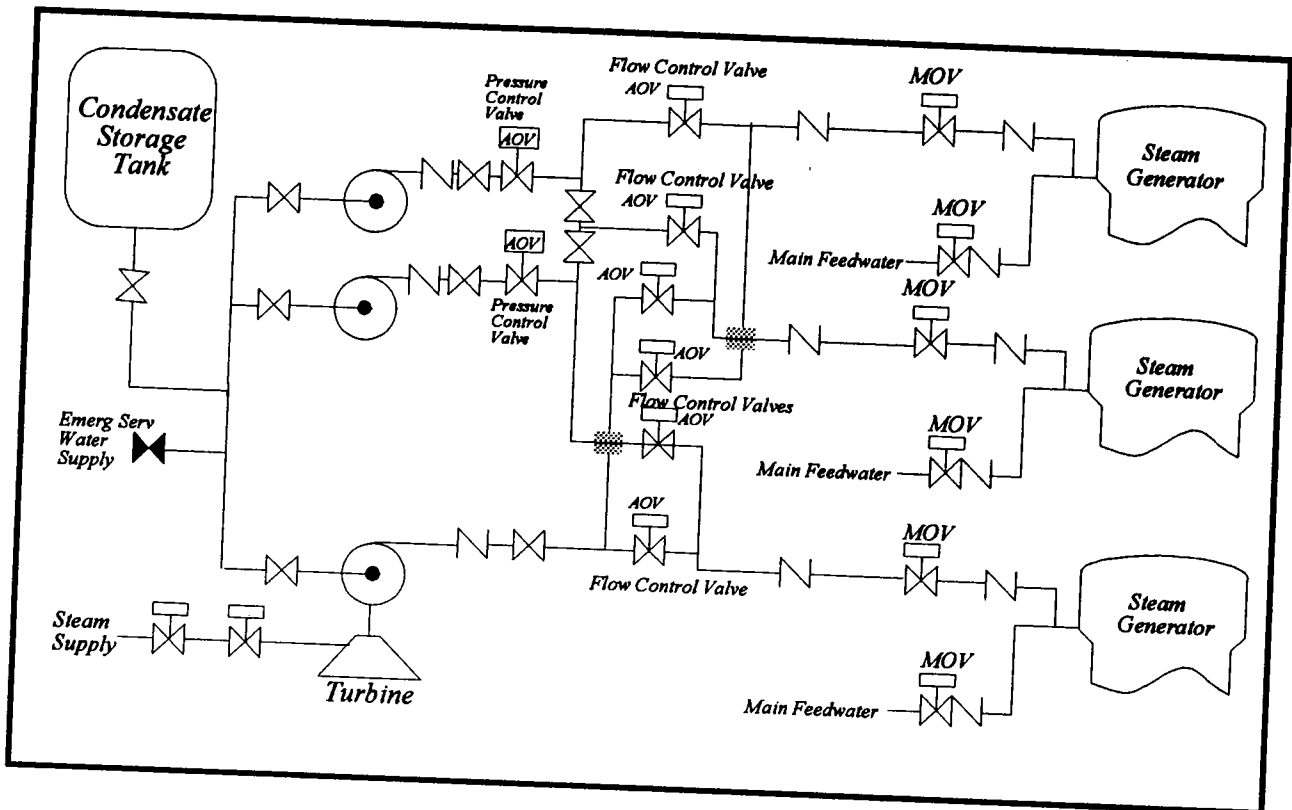 Condensate
Storage
Tank
Pressure
Control
Valve
AOV
Flow Control Valve
AOV
MOV
Steam
Generator
Flow Control Valve
AOV
MOV
Main Feedwater
AOV
Pressure
Control
Valve
AOV
MOV
AOV
Flow Control Valves
AOV
Steam
Generator
Emerg Serv
Water
Supply
MOV
Main Feedwater
AOV
Flow Control Valve
MOV
Steam
Generator
Steam
Supply
Turbine
MOV
Main Feedwater